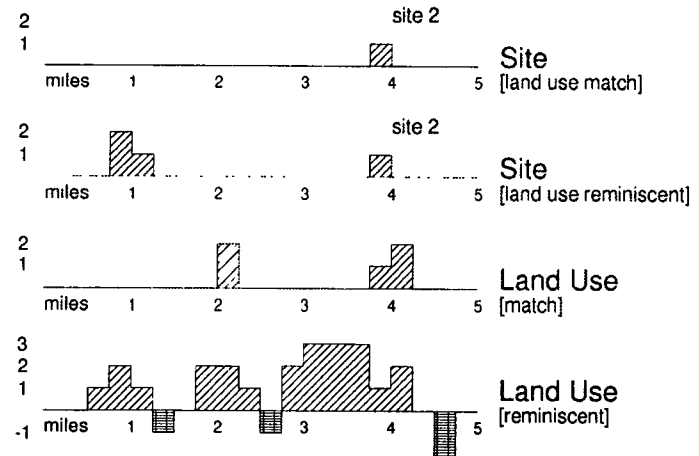 2
site 2
1
Site
miles 1 2 3 4 5 [land use match]
2
site 2
1
Site
miles 1 2 3 4 5 [land use reminiscent]
2
1
Land Use
miles 1 2 3 4 5 [match]
3
2
1
Land Use
-1 miles 1 2 3 4 5 [reminiscent]